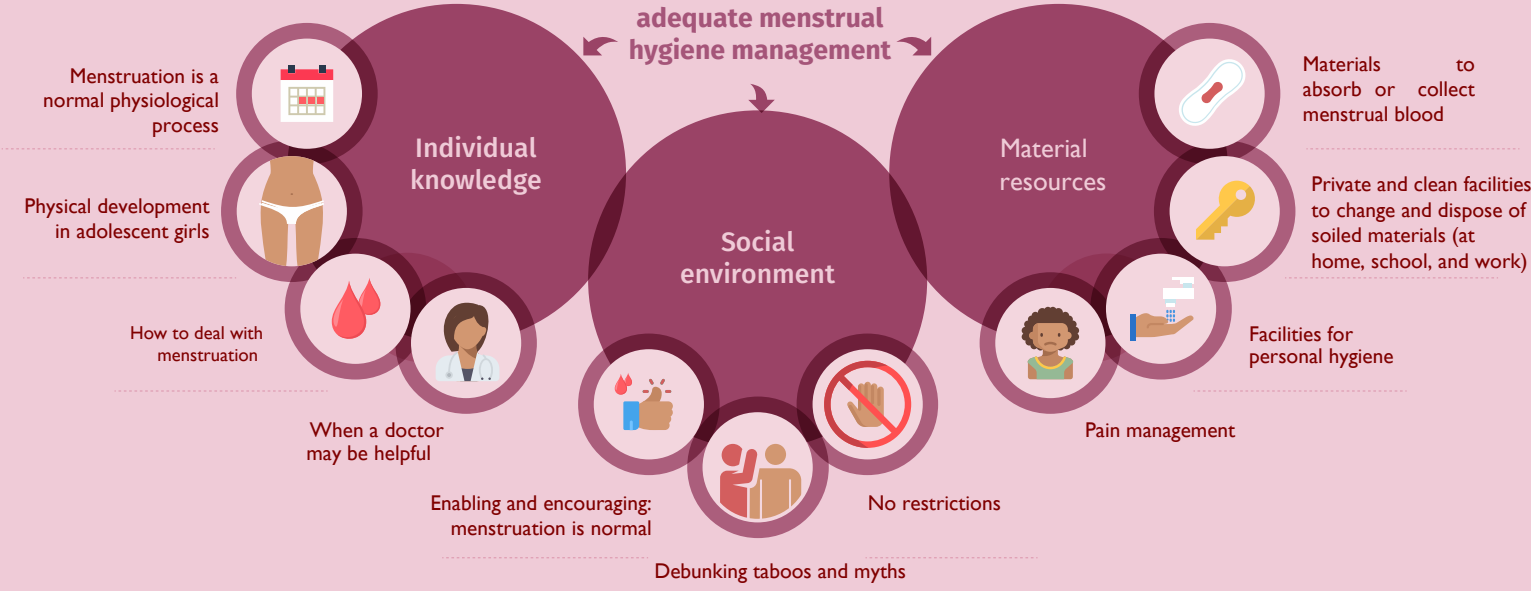 adequate menstrual
hygiene management
Individual
knowledge
Menstruation is a
normal physiological
process
Physical development
in adolescent girls
How to deal with
menstruation
When a doctor
may be helpful
Social
environment
Enabling and encouraging:
menstruation is normal
Debunking taboos and myths
No restrictions
Material
resources
Materials to
absorb or collect
menstrual blood
Private and clean facilities
to change and dispose of
soiled materials (at
home, school, and work)
Facilities for
personal hygiene
Pain management